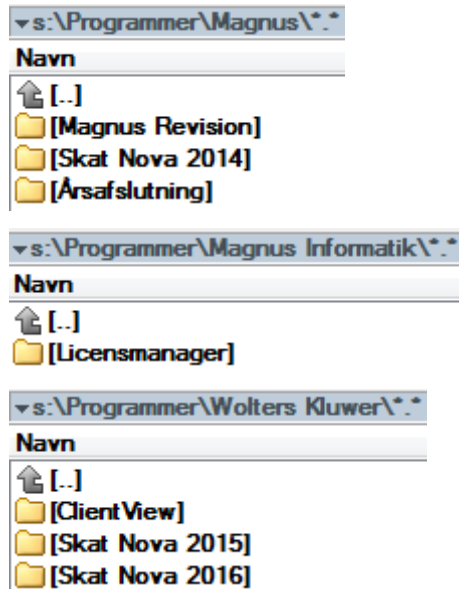 s:\Programmer\Magnus\*.*
Navn
[..]
[Magnus Revision]
[Skat Nova 2014]
[Årsafslutning]
s:\Programmer\Magnus Informatik\*.*
Navn
[..]
[Licensmanager]
s:\Programmer\Wolters Kluwer\*.*
Navn
[..]
[ClientView]
[Skat Nova 2015]
[Skat Nova 2016]